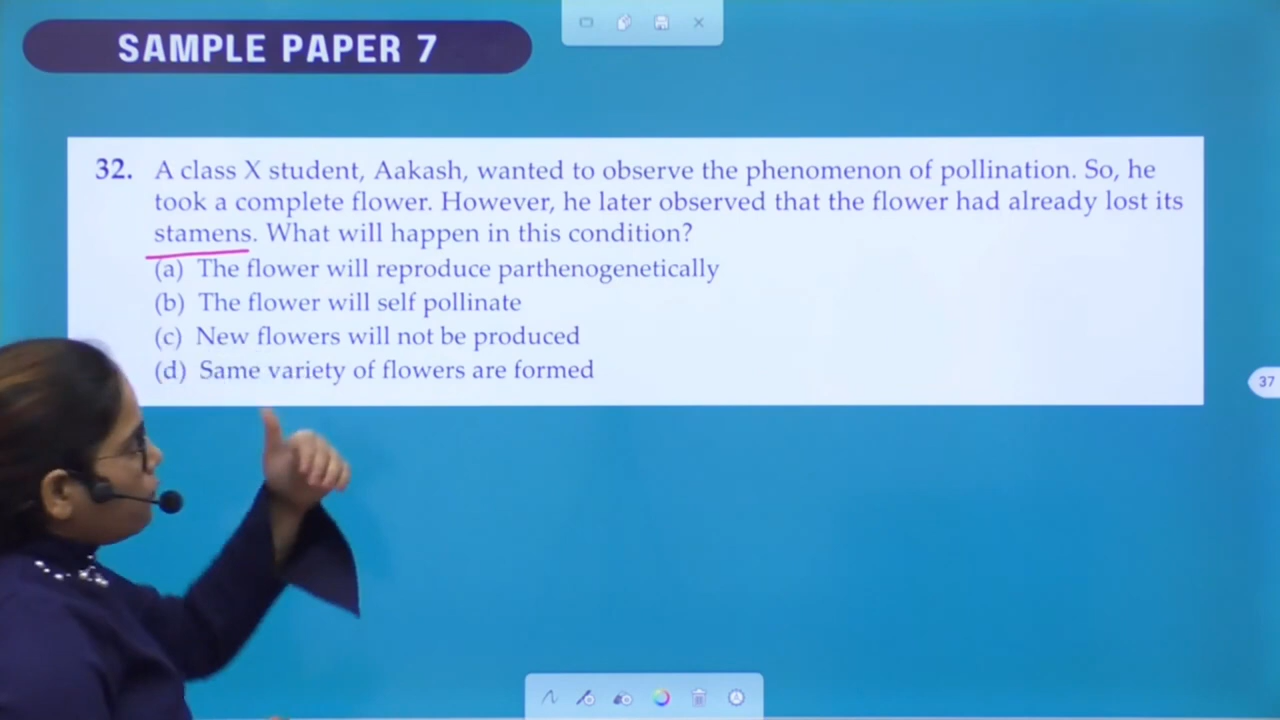 SAMPLE PAPER 7
32. A class X student, Aakash, wanted to observe the phenomenon of pollination. So, he
took a complete flower. However, he later observed that the flower had already lost its
stamens. What will happen in this condition?
(a) The flower will reproduce parthenogenetically
(b) The flower will self pollinate
(c) New flowers will not be produced
(d) Same variety of flowers are formed
37